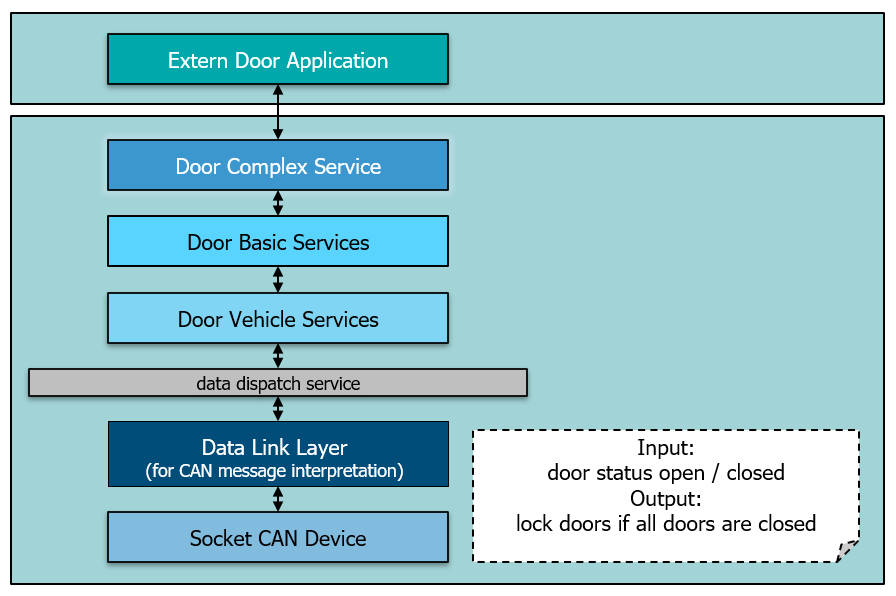 Extern Door Application
Door Complex Service
Door Basic Services
Door Vehicle Services
data dispatch service
Data Link Layer
(for CAN message interpretation)
Socket CAN Device
Input:
door status open / closed
Output:
lock doors if all doors are closed